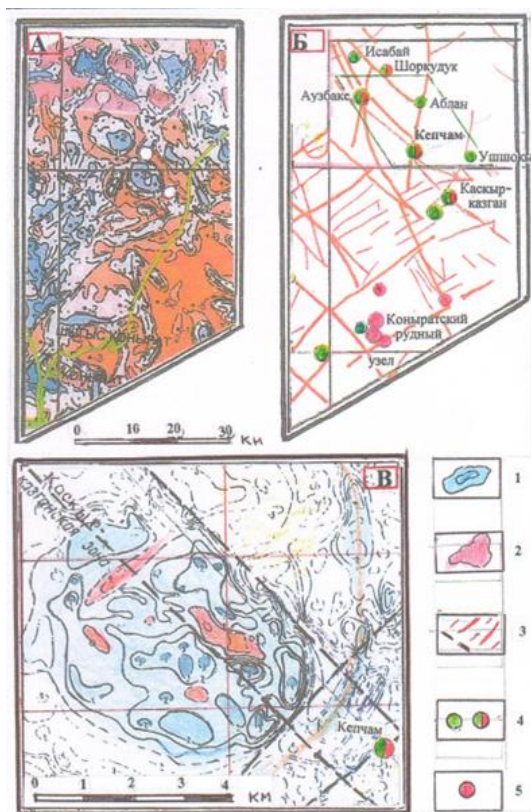 А
Б
Исабай
Шоркудук
Аузбаке
Аблан
Кепчам
Ушшокы
Каскыр-
казган
Коныратский
рудный
узел
0 10 20 30 КМ
В
зона
Кепчам
0 1 2 3 4
КМ
1
2
3
4
5